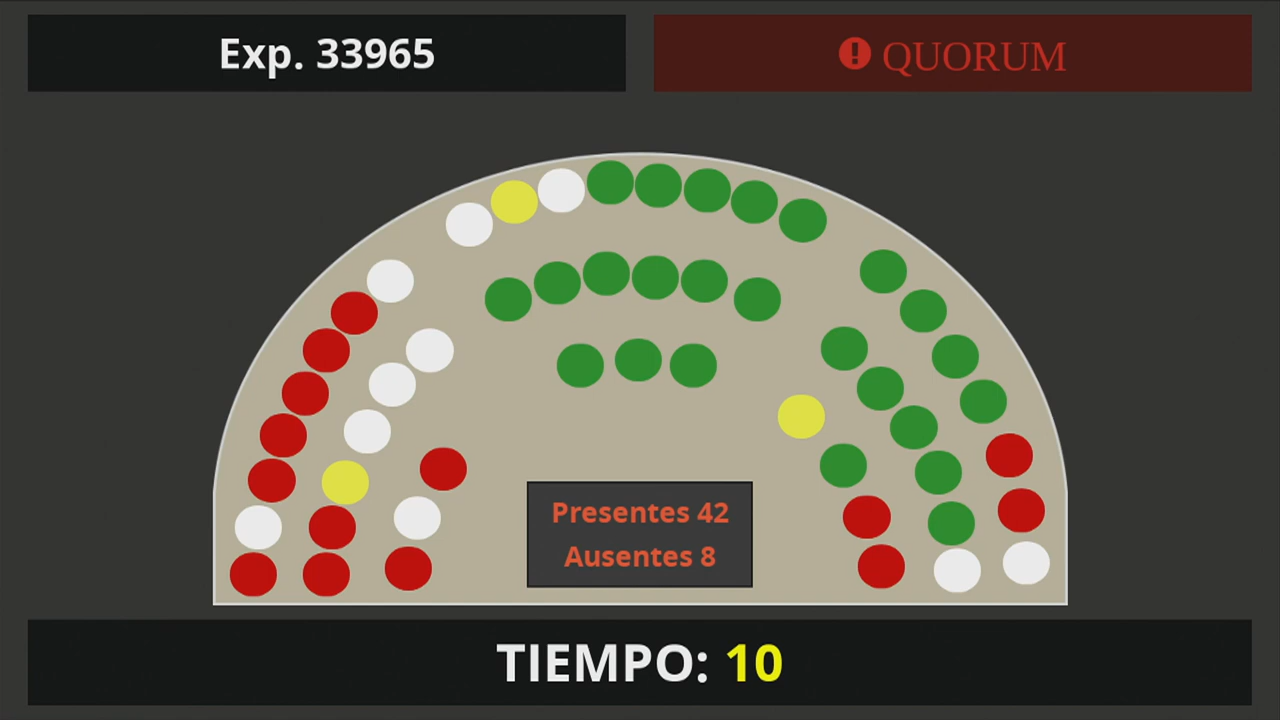 Exp. 33965
QUORUM
Presentes 42
Ausentes 8
TIEMPO: 10